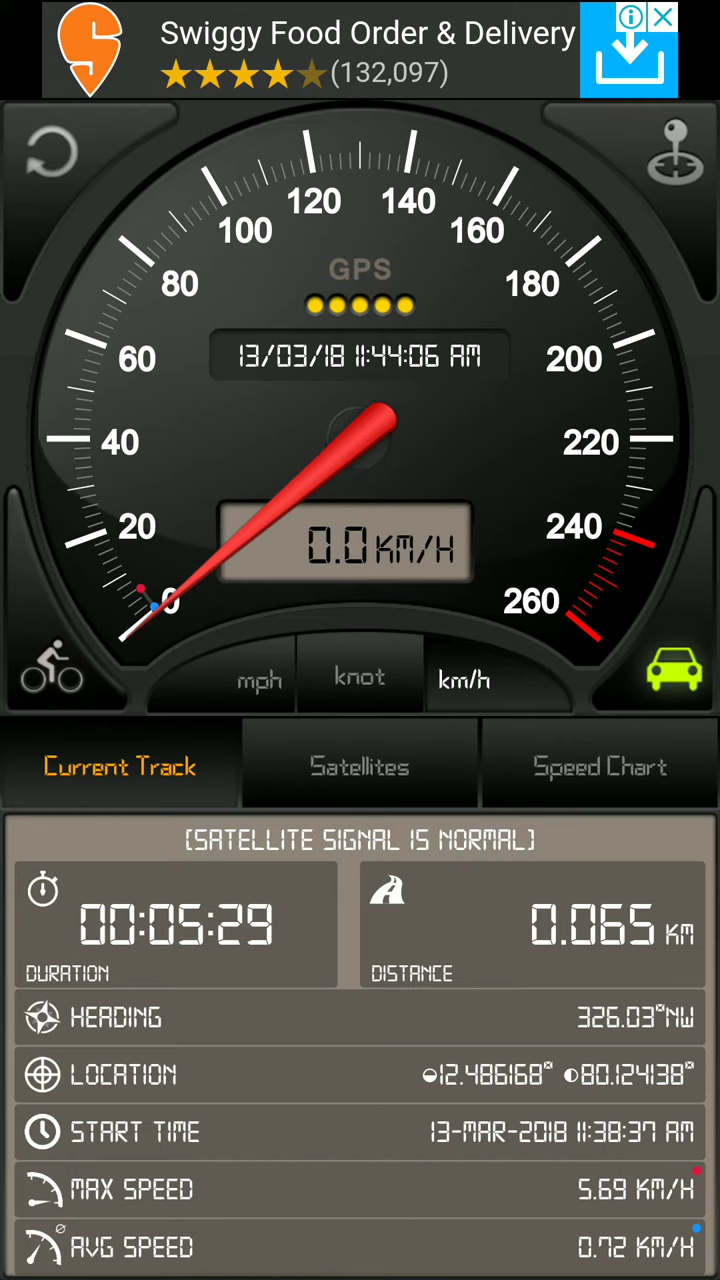 Swiggy Food Order & Delivery
(132,097)
120 140
100 160
GPS
80 180
13/03/18 11:44:06 AM
60 200
40 220
20 240
0.0 KM/H
0 260
mph knot km/h
Current Track Satellites Speed Chart
[SATELLITE SIGNAL IS NORMAL]
00:05:29 0.065 KM
DURATION DISTANCE
HEADING 326.03°NW
LOCATION 12.486168° 80.124138°
START TIME 13-MAR-2018 11:38:37 AM
MAX SPEED 5.69 KM/H
AVG SPEED 0.72 KM/H